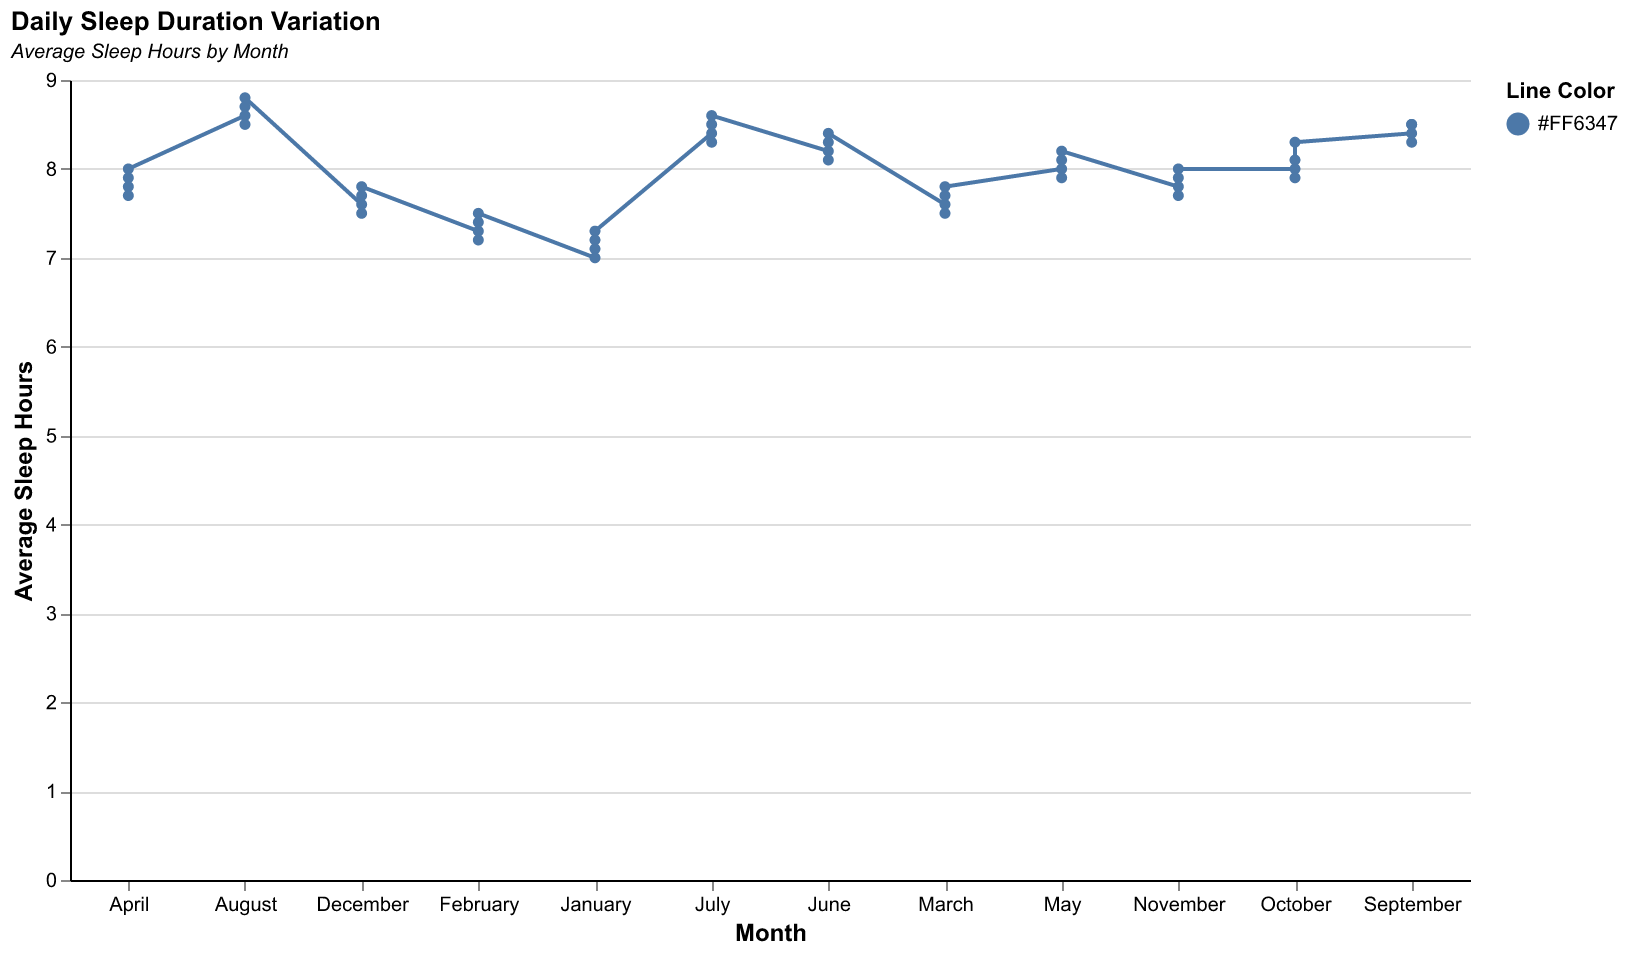 Daily Sleep Duration Variation
Average Sleep Hours by Month
Line Color
#FF6347
Average Sleep Hours
9
8
7
6
5
4
3
2
1
0
April August December February January July June March May November October September
Month